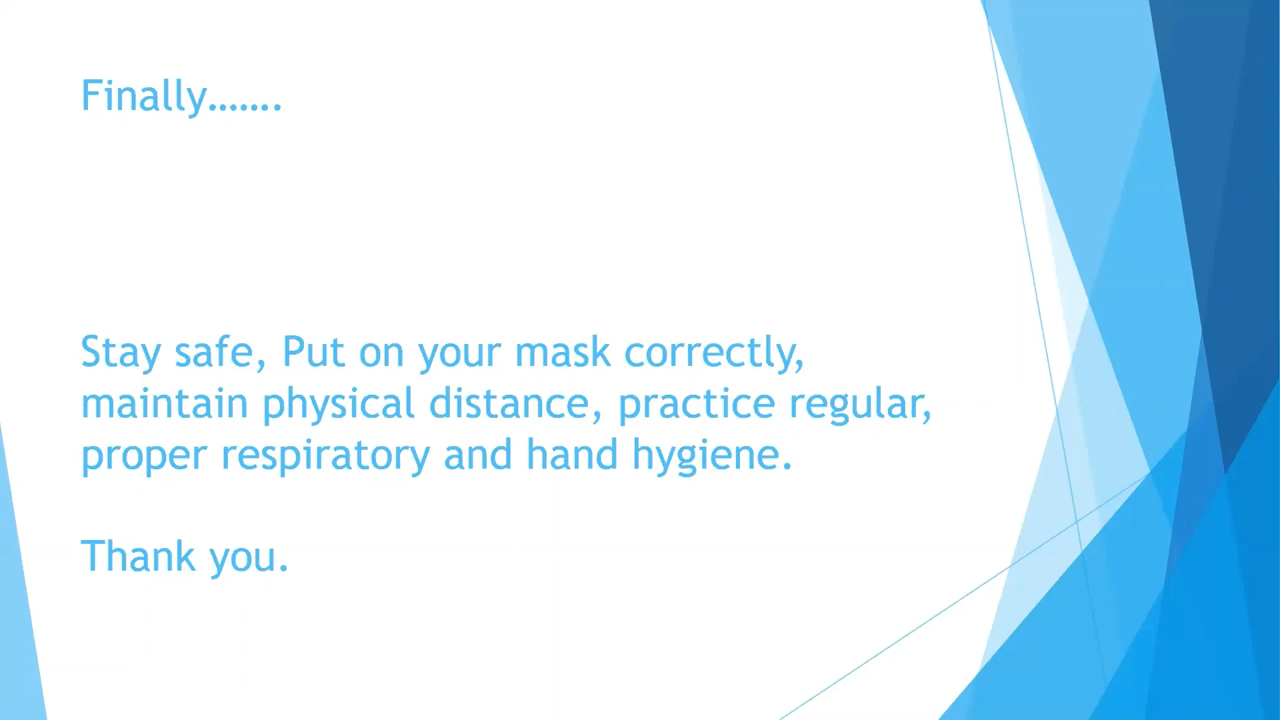 Finally…….
Stay safe, Put on your mask correctly,
maintain physical distance, practice regular,
proper respiratory and hand hygiene.
Thank you.